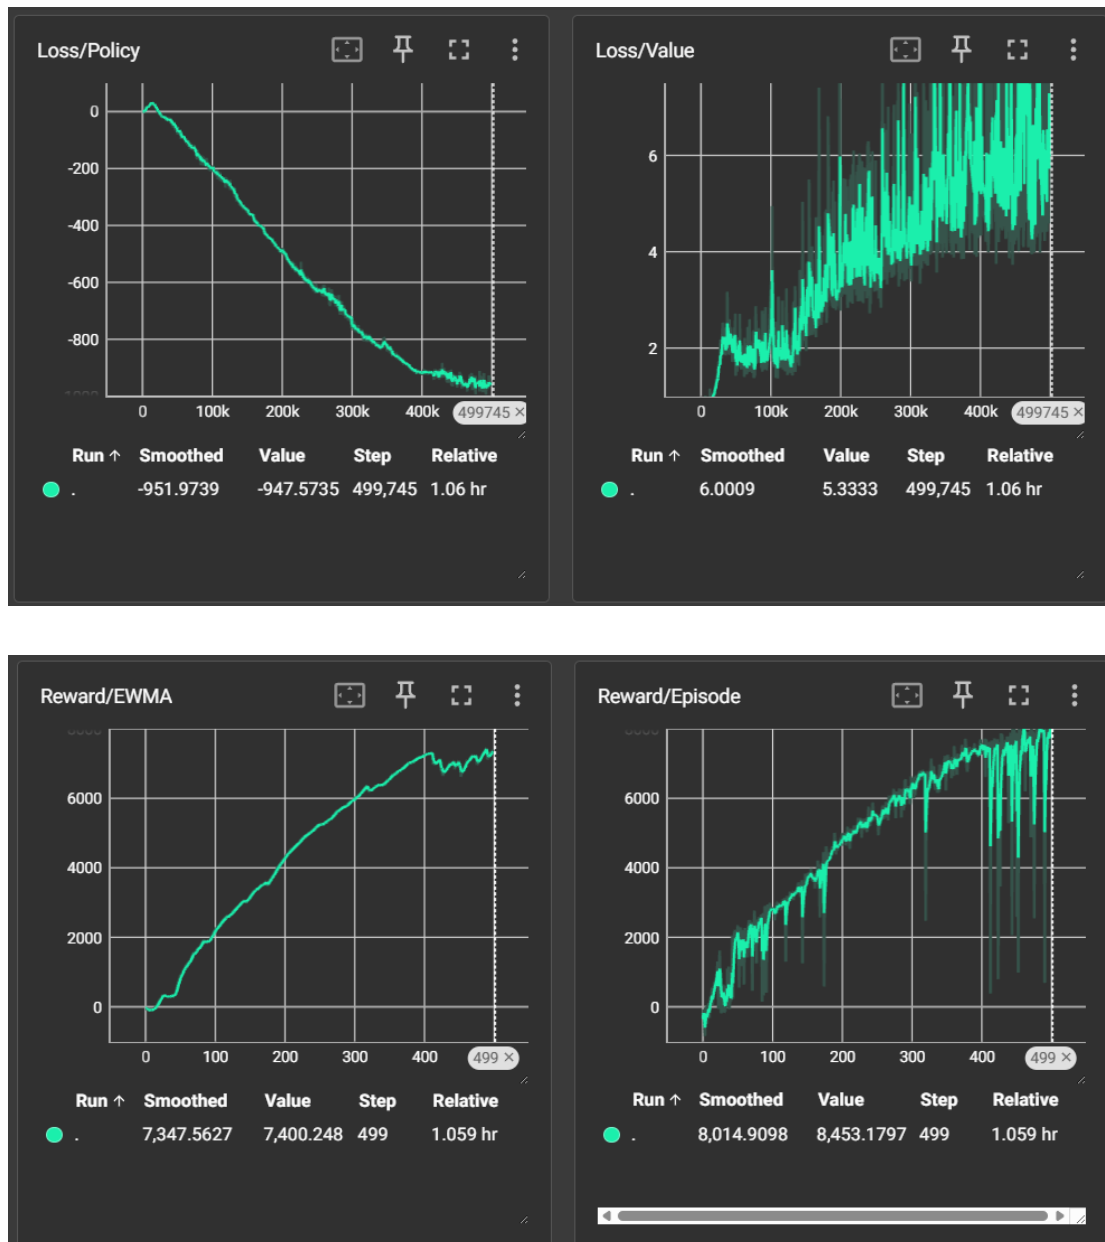 Loss/Policy
0
-200
-400
-600
-800
-1000
0 100k 200k 300k 400k 499745 ×
Run ↑ Smoothed Value Step Relative
. -951.9739 -947.5735 499,745 1.06 hr
Loss/Value
6
4
2
0 100k 200k 300k 400k 499745 ×
Run ↑ Smoothed Value Step Relative
. 6.0009 5.3333 499,745 1.06 hr
Reward/EWMA
8000
6000
4000
2000
0
0 100 200 300 400 499 ×
Run ↑ Smoothed Value Step Relative
. 7,347.5627 7,400.248 499 1.059 hr
Reward/Episode
8000
6000
4000
2000
0
0 100 200 300 400 499 ×
Run ↑ Smoothed Value Step Relative
. 8,014.9098 8,453.1797 499 1.059 hr